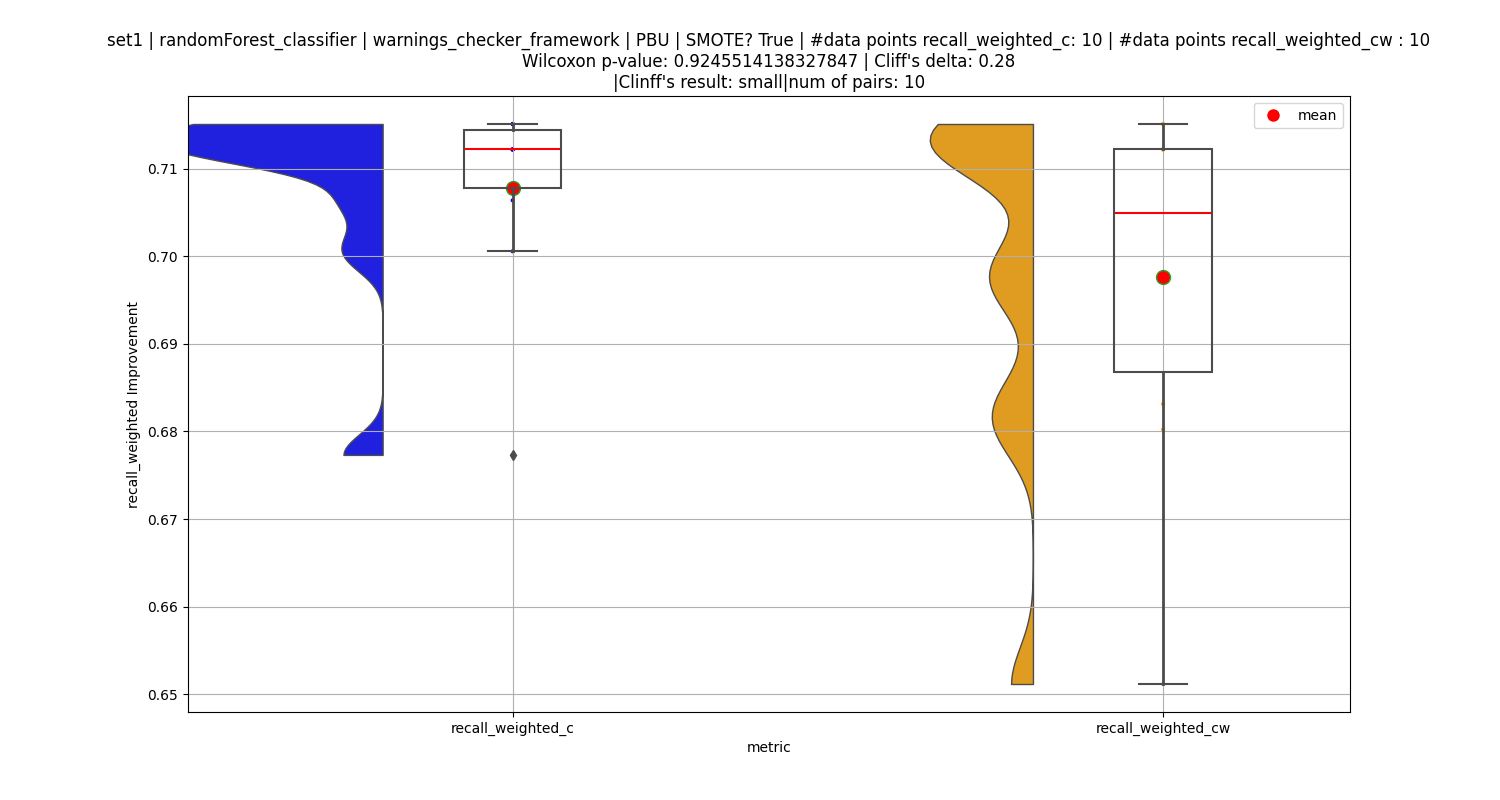 set1 | randomForest_classifier | warnings_checker_framework | PBU | SMOTE? True | #data points recall_weighted_c: 10 | #data points recall_weighted_cw : 10
Wilcoxon p-value: 0.9245514138327847 | Cliff's delta: 0.28
|Clinff's result: small|num of pairs: 10
mean
0.71
0.70
0.69
0.68
0.67
0.66
0.65
recall_weighted Improvement
recall_weighted_c
recall_weighted_cw
metric